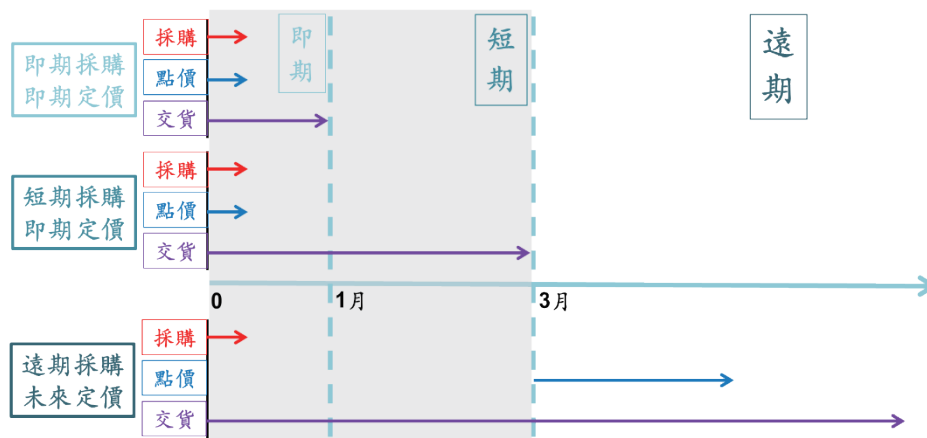 即期
短期
遠期
即期採購
即期定價
採購
點價
交貨
短期採購
即期定價
採購
點價
交貨
0
1月
3月
遠期採購
未來定價
採購
點價
交貨